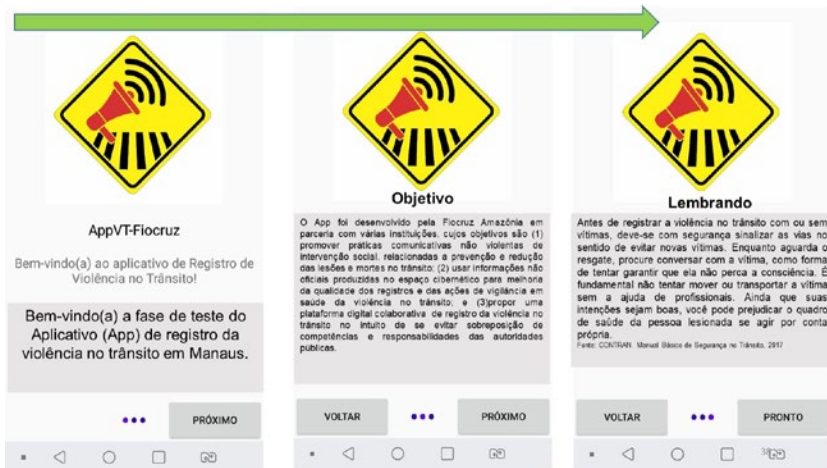 AppVT-Fiocruz
Bem-vindo(a) ao aplicativo de Registro de
Violência no Trânsito!
Bem-vindo(a) a fase de teste do
Aplicativo (App) de registro da
violência no trânsito em Manaus.
PRÓXIMO
Objetivo
O App foi desenvolvido pela Fiocruz Amazônia em
parceria com várias instituições, cujos objetivos são (1)
promover práticas comunicativas não violentas de
intervenção social, relacionadas a prevenção e redução
das lesões e mortes no trânsito; (2) usar informações não
oficiais produzidas no espaço cibernético para melhoria
da qualidade dos registros e das ações de vigilância em
saúde da violência no trânsito; e (3)propor uma
plataforma digital colaborativa de registro da violência no
trânsito no intuito de se evitar sobreposição de
competências e responsabilidades das autoridades
públicas.
VOLTAR
PRÓXIMO
Lembrando
Antes de registrar a violência no trânsito com ou sem
vítimas, deve-se com segurança sinalizar as vias no
sentido de evitar novas vítimas. Enquanto aguarda o
resgate, procure conversar com a vítima, como forma
de tentar garantir que ela não perca a consciência. É
fundamental não tentar mover ou transportar a vítima
sem a ajuda de profissionais. Ainda que suas
intenções sejam boas, você pode prejudicar o quadro
de saúde da pessoa lesionada se agir por conta
própria.
Fonte: CONTRAN. Manual Básico de Segurança no Trânsito, 2017
VOLTAR
PRONTO